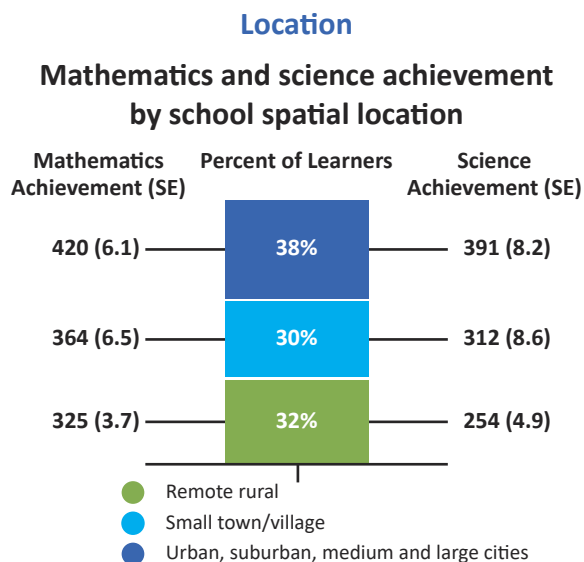 Location
Mathematics and science achievement
by school spatial location
Mathematics
Achievement (SE)
Percent of Learners
Science
Achievement (SE)
420 (6.1)
38%
391 (8.2)
364 (6.5)
30%
312 (8.6)
325 (3.7)
32%
254 (4.9)
Remote rural
Small town/village
Urban, suburban, medium and large cities